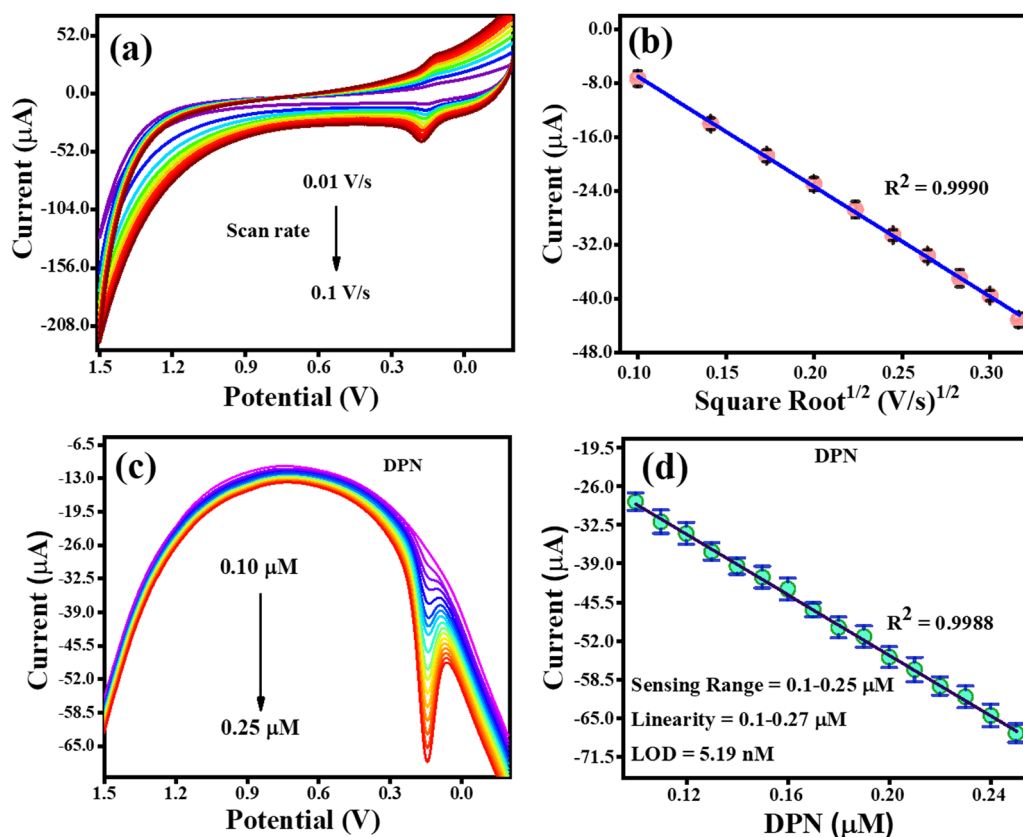 (a)
52.0
0.0
-52.0
-104.0
-156.0
-208.0
Current (μA)
0.01 V/s
Scan rate
0.1 V/s
1.5
1.2
0.9
0.6
0.3
0.0
Potential (V)
(b)
0.0
-8.0
-16.0
-24.0
-32.0
-40.0
-48.0
Current (μA)
R² = 0.9990
0.10
0.15
0.20
0.25
0.30
Square Root^1/2 (V/s)^1/2
(c)
DPN
-6.5
-13.0
-19.5
-26.0
-32.5
-39.0
-45.5
-52.0
-58.5
-65.0
Current (μA)
0.10 μM
0.25 μM
1.5
1.2
0.9
0.6
0.3
0.0
Potential (V)
DPN
(d)
-19.5
-26.0
-32.5
-39.0
-45.5
-52.0
-58.5
-65.0
-71.5
Current (μA)
R² = 0.9988
Sensing Range = 0.1-0.25 μM
Linearity = 0.1-0.27 μM
LOD = 5.19 nM
0.12
0.16
0.20
0.24
DPN (μM)